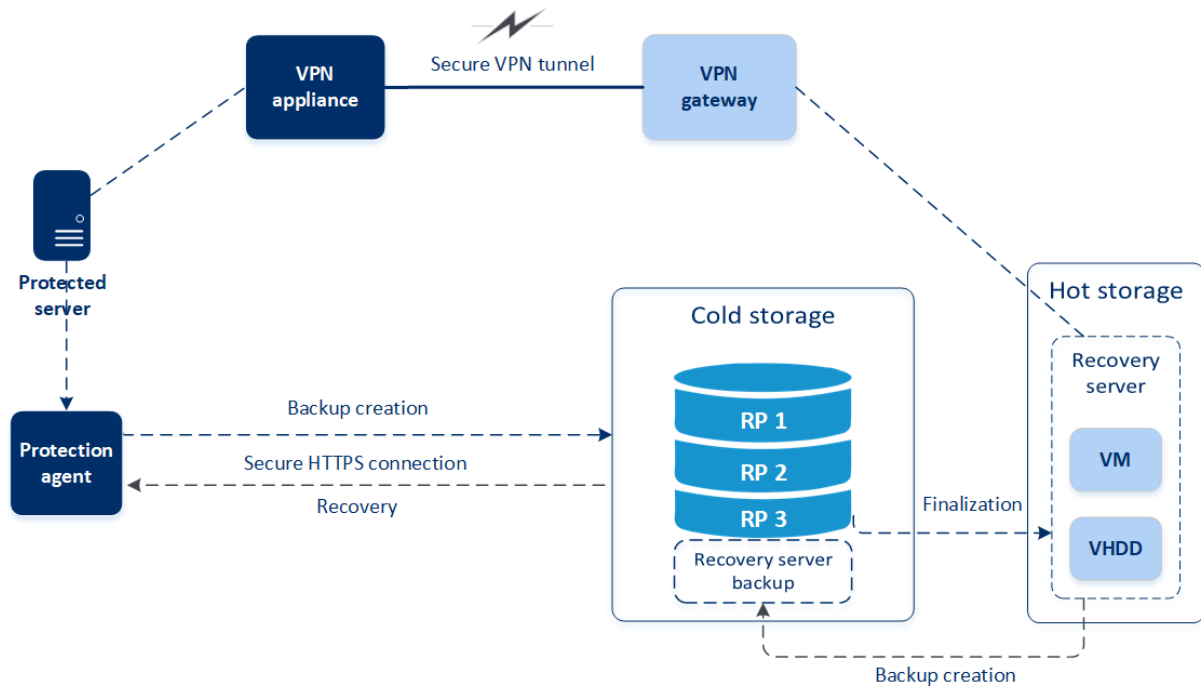 VPN
appliance
Secure VPN tunnel
VPN
gateway
Protected
server
Protection
agent
Backup creation
Secure HTTPS connection
Recovery
Cold storage
RP 1
RP 2
RP 3
Recovery server
backup
Finalization
Hot storage
Recovery
server
VM
VHDD
Backup creation